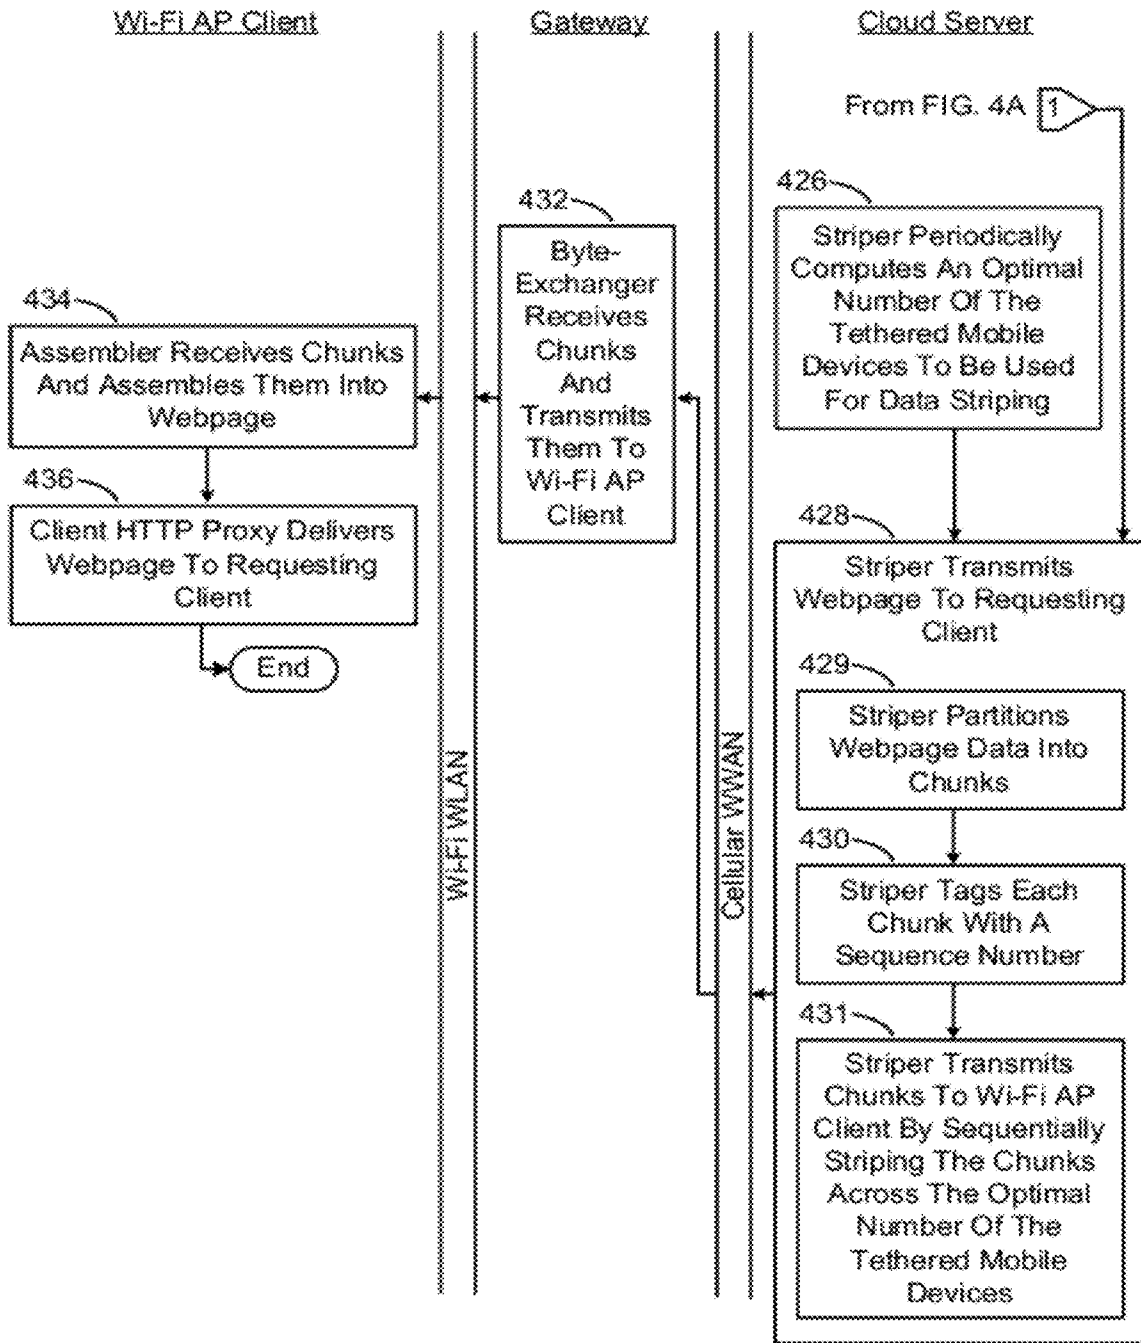 Wi-Fi AP Client
Gateway
Cloud Server
From FIG. 4A
1
426
Striper Periodically
Computes An Optimal
Number Of The
Tethered Mobile
Devices To Be Used
For Data Striping
432
Byte-
Exchanger
Receives
Chunks
And
Transmits
Them To
Wi-Fi AP
Client
434
Assembler Receives Chunks
And Assembles Them Into
Webpage
436
Client HTTP Proxy Delivers
Webpage To Requesting
Client
End
428
Striper Transmits
Webpage To Requesting
Client
429
Striper Partitions
Webpage Data Into
Chunks
430
Striper Tags Each
Chunk With A
Sequence Number
431
Striper Transmits
Chunks To Wi-Fi AP
Client By Sequentially
Striping The Chunks
Across The Optimal
Number Of The
Tethered Mobile
Devices
Wi-Fi WLAN
Cellular WWAN